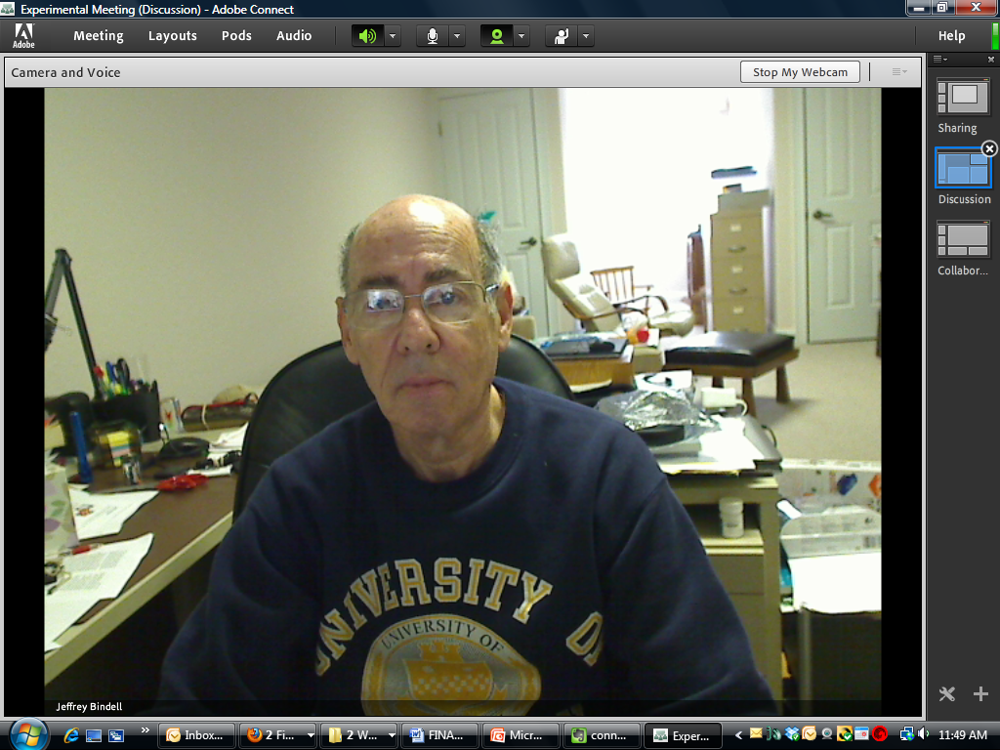 Experimental Meeting (Discussion) - Adobe Connect
Adobe
Meeting Layouts Pods Audio Help
Camera and Voice
Stop My Webcam
Sharing
Discussion
Collabor...
UNIVERSITY O
UNIVERSITY OF
Jeffrey Bindell
Inbox...
2 Fi...
2 W...
FINA...
Micr...
conn...
Exper...
11:49 AM